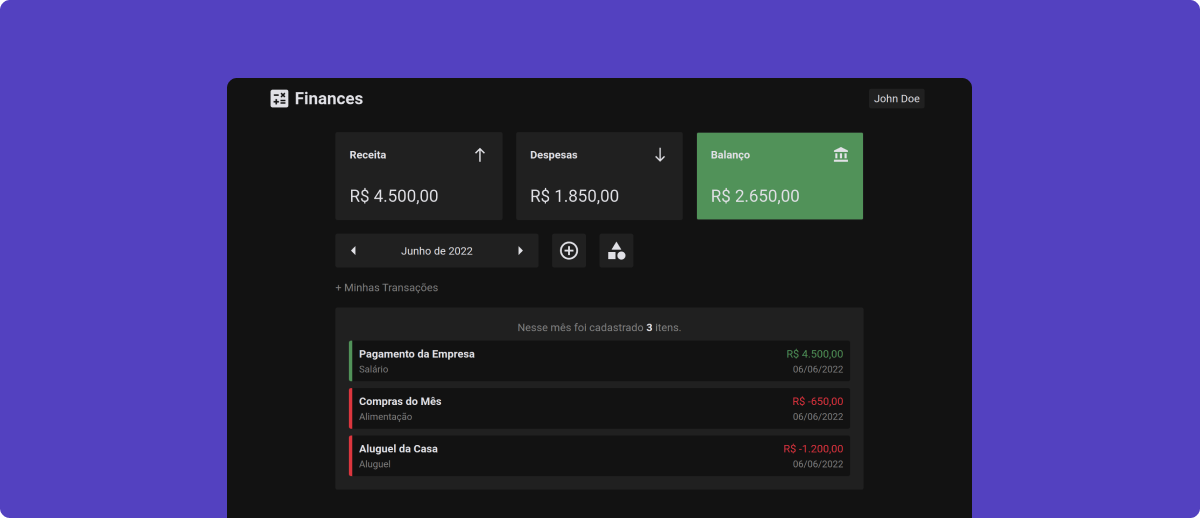 Finances
John Doe
Receita
R$ 4.500,00
Despesas
R$ 1.850,00
Balanço
R$ 2.650,00
Junho de 2022
+ Minhas Transações
Nesse mês foi cadastrado 3 itens.
Pagamento da Empresa
R$ 4.500,00
Salário
06/06/2022
Compras do Mês
R$ -650,00
Alimentação
06/06/2022
Aluguel da Casa
R$ -1.200,00
Aluguel
06/06/2022